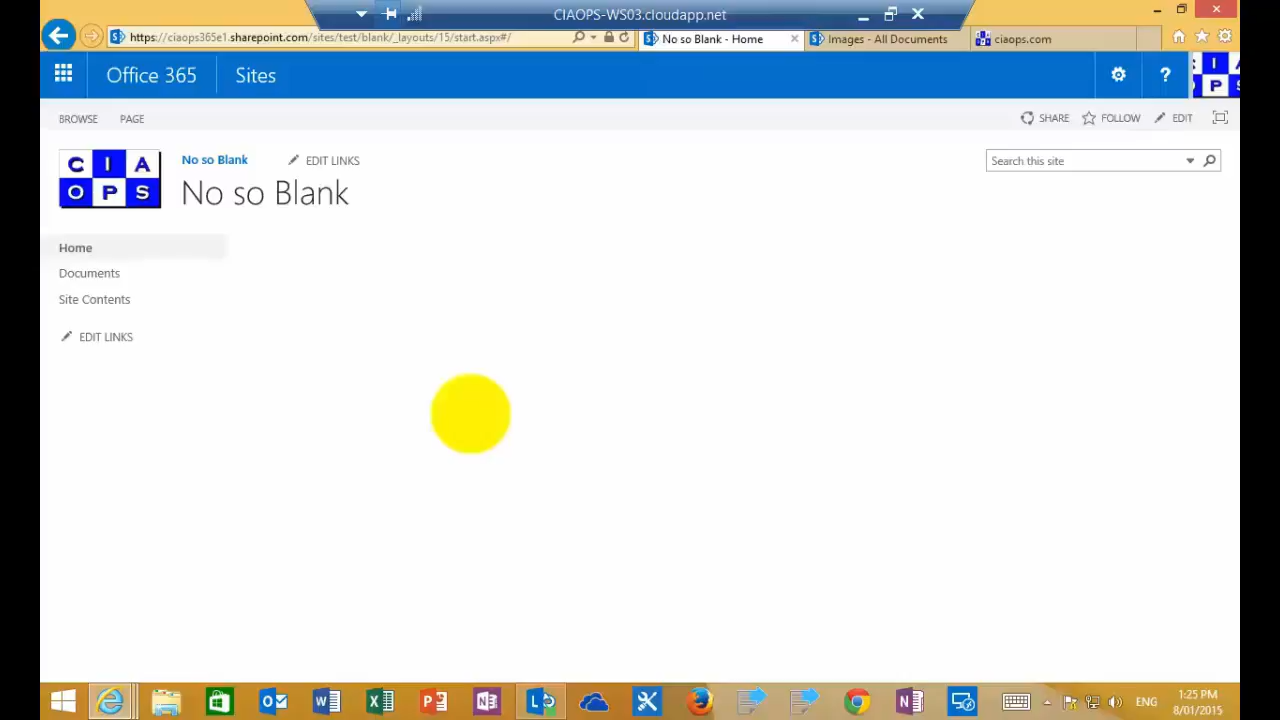 CIAOPS-WS03.cloudapp.net
https://ciaops365e1.sharepoint.com/sites/test/blank/_layouts/15/start.aspx#/
No so Blank - Home
Images - All Documents
ciaops.com
Office 365
Sites
?
I
P S
BROWSE
PAGE
SHARE
FOLLOW
EDIT
C I A
O P S
No so Blank
EDIT LINKS
No so Blank
Search this site
Home
Documents
Site Contents
EDIT LINKS
ENG
1:25 PM
8/01/2015